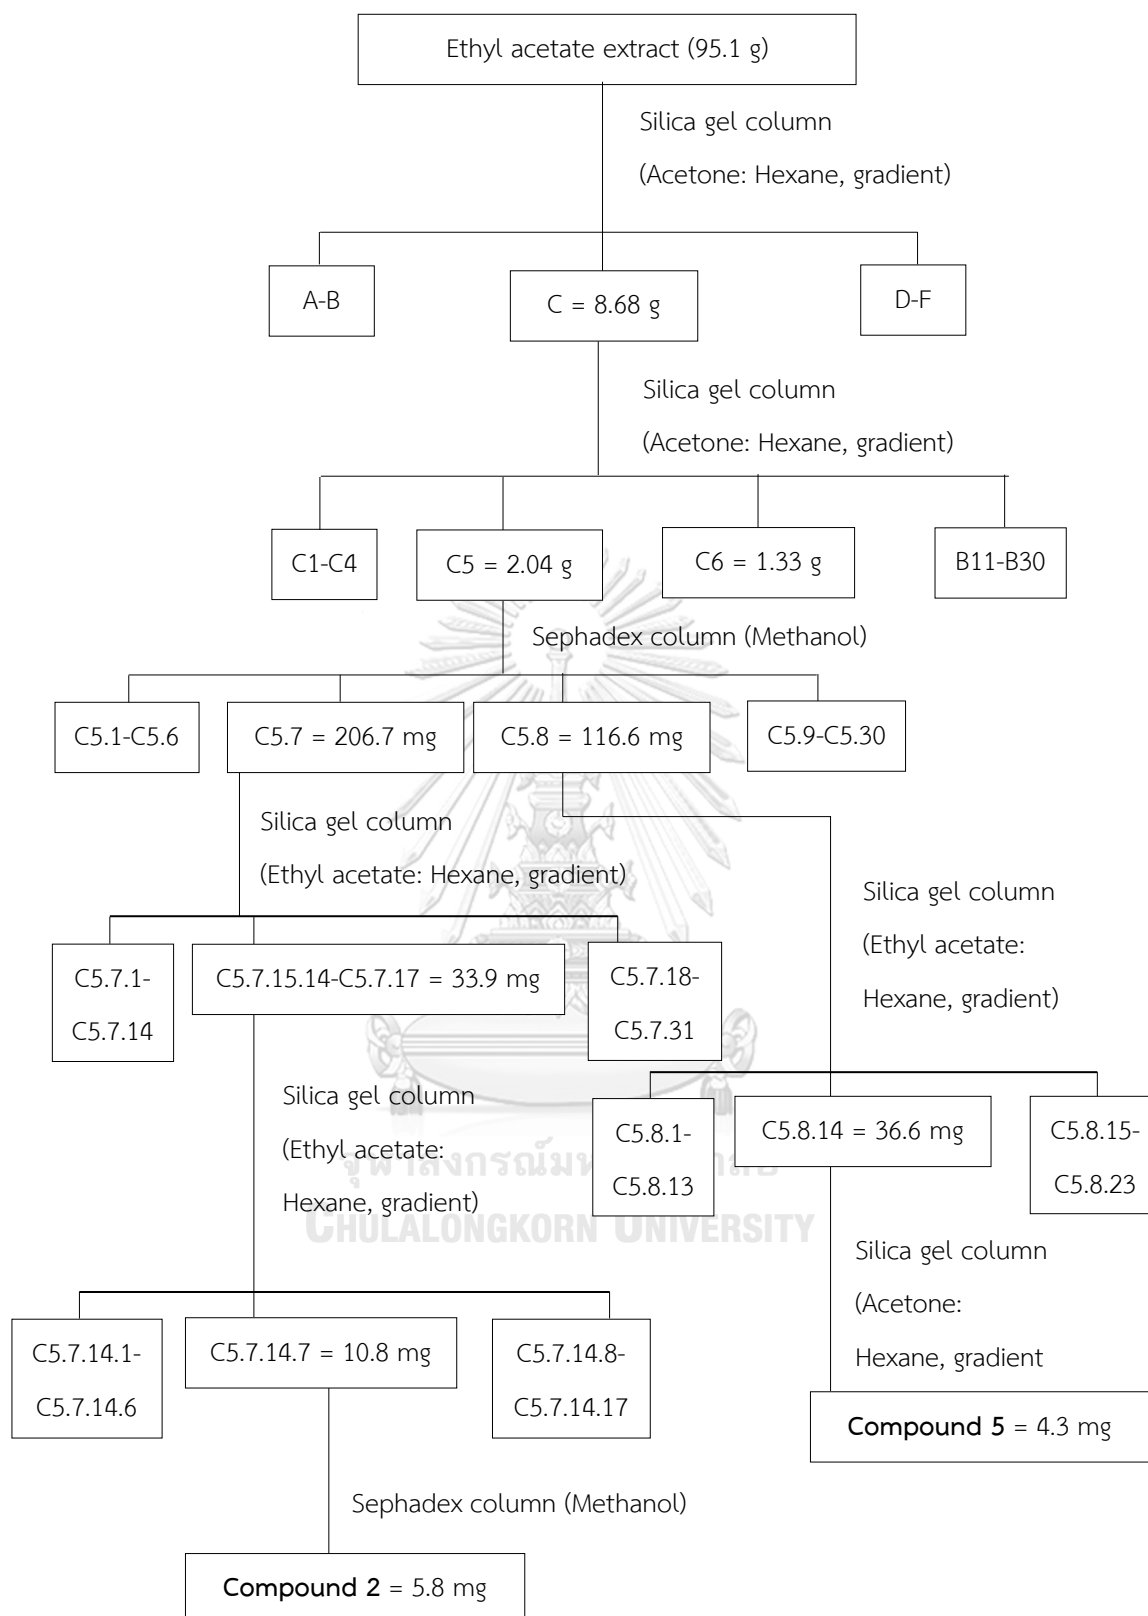 Ethyl acetate extract (95.1 g)
Silica gel column
(Acetone: Hexane, gradient)
A-B
C = 8.68 g
D-F
Silica gel column
(Acetone: Hexane, gradient)
C1-C4
C5 = 2.04 g
C6 = 1.33 g
B11-B30
Sephadex column (Methanol)
C5.1-C5.6
C5.7 = 206.7 mg
C5.8 = 116.6 mg
C5.9-C5.30
Silica gel column
(Ethyl acetate: Hexane, gradient)
Silica gel column
(Ethyl acetate:
Hexane, gradient)
C5.7.1-
C5.7.14
C5.7.15.14-C5.7.17 = 33.9 mg
C5.7.18-
C5.7.31
Silica gel column
(Ethyl acetate:
Hexane, gradient)
C5.8.1-
C5.8.13
C5.8.14 = 36.6 mg
C5.8.15-
C5.8.23
CHULALONGKORN UNIVERSITY
Silica gel column
(Acetone:
Hexane, gradient
C5.7.14.1-
C5.7.14.6
C5.7.14.7 = 10.8 mg
C5.7.14.8-
C5.7.14.17
Compound 5 = 4.3 mg
Sephadex column (Methanol)
Compound 2 = 5.8 mg